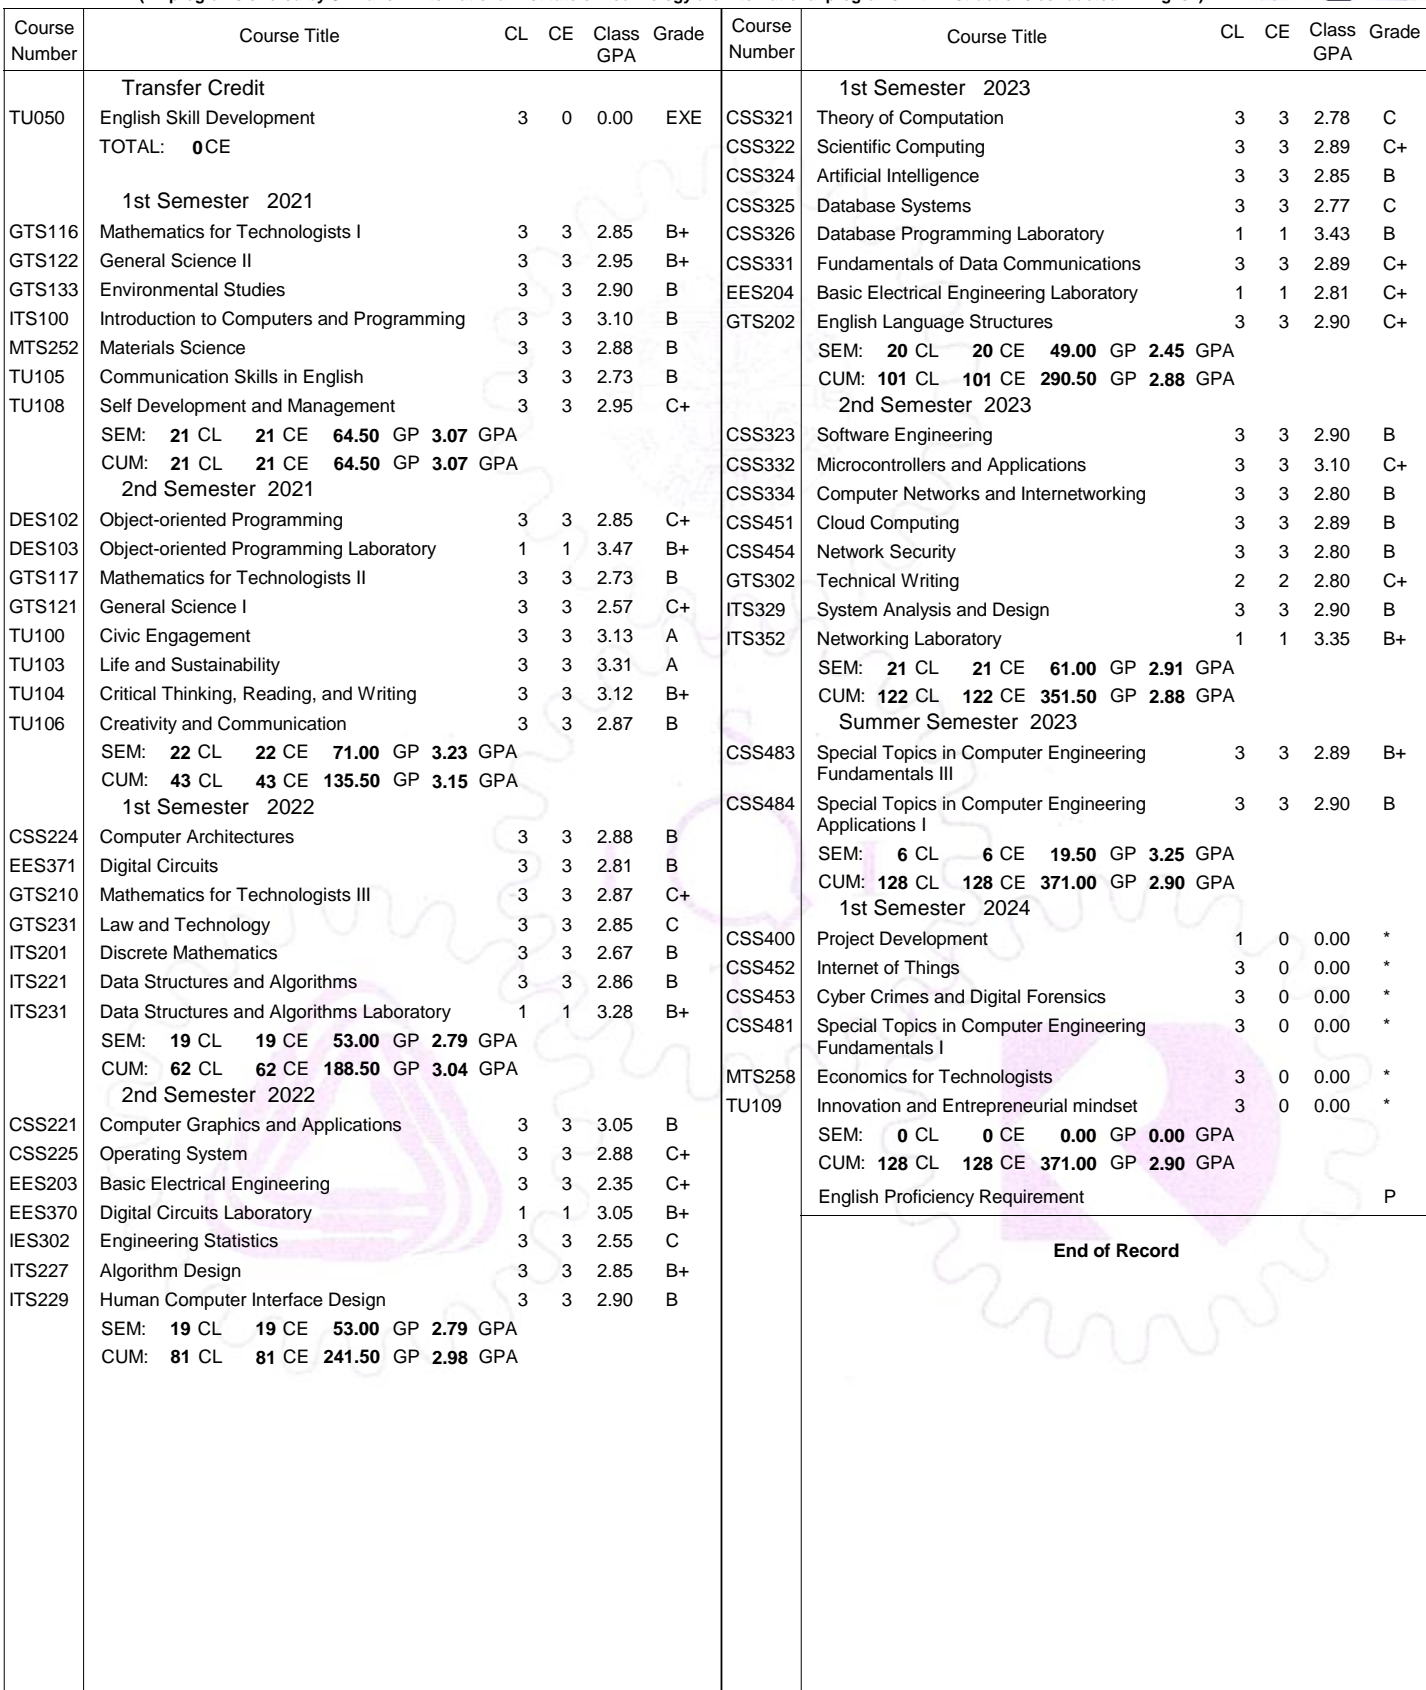 Course Number Course Title CL CE Class GPA Grade
Transfer Credit
TU050 English Skill Development 3 0 0.00 EXE
TOTAL: 0 CE
1st Semester 2021
GTS116 Mathematics for Technologists I 3 3 2.85 B+
GTS122 General Science II 3 3 2.95 B+
GTS133 Environmental Studies 3 3 2.90 B
ITS100 Introduction to Computers and Programming 3 3 3.10 B
MTS252 Materials Science 3 3 2.88 B
TU105 Communication Skills in English 3 3 2.73 B
TU108 Self Development and Management 3 3 2.95 C+
SEM: 21 CL 21 CE 64.50 GP 3.07 GPA
CUM: 21 CL 21 CE 64.50 GP 3.07 GPA
2nd Semester 2021
DES102 Object-oriented Programming 3 3 2.85 C+
DES103 Object-oriented Programming Laboratory 1 1 3.47 B+
GTS117 Mathematics for Technologists II 3 3 2.73 B
GTS121 General Science I 3 3 2.57 C+
TU100 Civic Engagement 3 3 3.13 A
TU103 Life and Sustainability 3 3 3.31 A
TU104 Critical Thinking, Reading, and Writing 3 3 3.12 B+
TU106 Creativity and Communication 3 3 2.87 B
SEM: 22 CL 22 CE 71.00 GP 3.23 GPA
CUM: 43 CL 43 CE 135.50 GP 3.15 GPA
1st Semester 2022
CSS224 Computer Architectures 3 3 2.88 B
EES371 Digital Circuits 3 3 2.81 B
GTS210 Mathematics for Technologists III 3 3 2.87 C+
GTS231 Law and Technology 3 3 2.85 C
ITS201 Discrete Mathematics 3 3 2.67 B
ITS221 Data Structures and Algorithms 3 3 2.86 B
ITS231 Data Structures and Algorithms Laboratory 1 1 3.28 B+
SEM: 19 CL 19 CE 53.00 GP 2.79 GPA
CUM: 62 CL 62 CE 188.50 GP 3.04 GPA
2nd Semester 2022
CSS221 Computer Graphics and Applications 3 3 3.05 B
CSS225 Operating System 3 3 2.88 C+
EES203 Basic Electrical Engineering 3 3 2.35 C+
EES370 Digital Circuits Laboratory 1 1 3.05 B+
IES302 Engineering Statistics 3 3 2.55 C
ITS227 Algorithm Design 3 3 2.85 B+
ITS229 Human Computer Interface Design 3 3 2.90 B
SEM: 19 CL 19 CE 53.00 GP 2.79 GPA
CUM: 81 CL 81 CE 241.50 GP 2.98 GPA
Course Number Course Title CL CE Class GPA Grade
1st Semester 2023
CSS321 Theory of Computation 3 3 2.78 C
CSS322 Scientific Computing 3 3 2.89 C+
CSS324 Artificial Intelligence 3 3 2.85 B
CSS325 Database Systems 3 3 2.77 C
CSS326 Database Programming Laboratory 1 1 3.43 B
CSS331 Fundamentals of Data Communications 3 3 2.89 C+
EES204 Basic Electrical Engineering Laboratory 1 1 2.81 C+
GTS202 English Language Structures 3 3 2.90 C+
SEM: 20 CL 20 CE 49.00 GP 2.45 GPA
CUM: 101 CL 101 CE 290.50 GP 2.88 GPA
2nd Semester 2023
CSS323 Software Engineering 3 3 2.90 B
CSS332 Microcontrollers and Applications 3 3 3.10 C+
CSS334 Computer Networks and Internetworking 3 3 2.80 B
CSS451 Cloud Computing 3 3 2.89 B
CSS454 Network Security 3 3 2.80 B
GTS302 Technical Writing 2 2 2.80 C+
ITS329 System Analysis and Design 3 3 2.90 B
ITS352 Networking Laboratory 1 1 3.35 B+
SEM: 21 CL 21 CE 61.00 GP 2.91 GPA
CUM: 122 CL 122 CE 351.50 GP 2.88 GPA
Summer Semester 2023
CSS483 Special Topics in Computer Engineering 3 3 2.89 B+
Fundamentals III
CSS484 Special Topics in Computer Engineering 3 3 2.90 B
Applications I
SEM: 6 CL 6 CE 19.50 GP 3.25 GPA
CUM: 128 CL 128 CE 371.00 GP 2.90 GPA
1st Semester 2024
CSS400 Project Development 1 0 0.00 *
CSS452 Internet of Things 3 0 0.00 *
CSS453 Cyber Crimes and Digital Forensics 3 0 0.00 *
CSS481 Special Topics in Computer Engineering 3 0 0.00 *
Fundamentals I
MTS258 Economics for Technologists 3 0 0.00 *
TU109 Innovation and Entrepreneurial mindset 3 0 0.00 *
SEM: 0 CL 0 CE 0.00 GP 0.00 GPA
CUM: 128 CL 128 CE 371.00 GP 2.90 GPA
English Proficiency Requirement P
End of Record